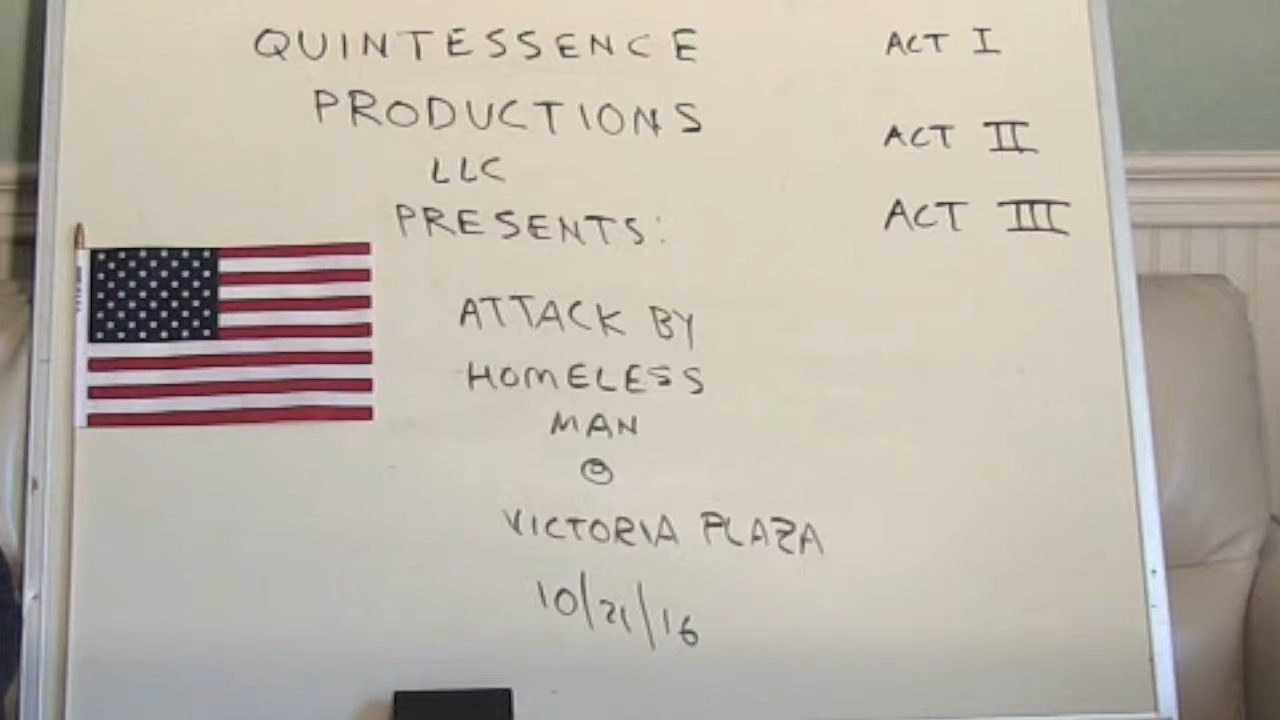 QUINTESSENCE
PRODUCTIONS
LLC
PRESENTS:
ATTACK BY
HOMELESS
MAN
@
VICTORIA PLAZA
10/21/16
ACT I
ACT II
ACT III